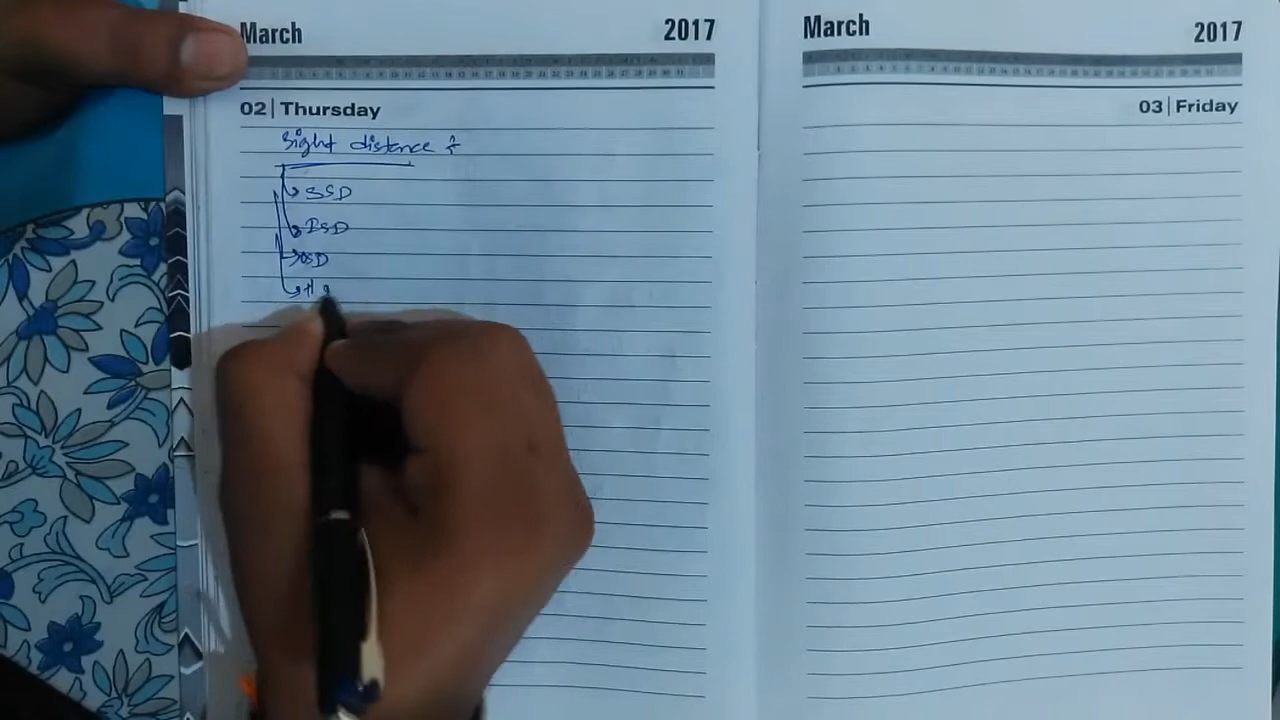 March 2017
02 | Thursday
Sight distance ÷
SSD
ISD
OSD
H
March 2017
03 | Friday